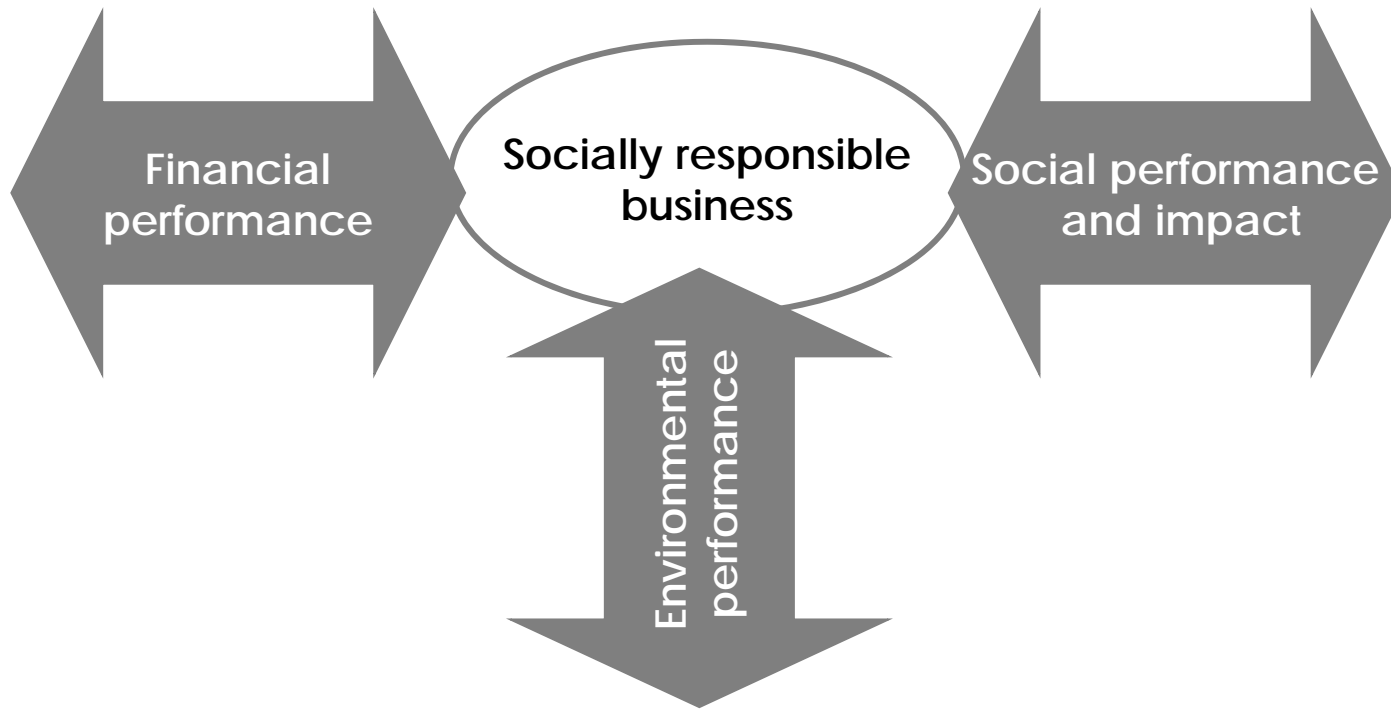 Financial
performance
Socially responsible
business
Social performance
and impact
Environmental
performance